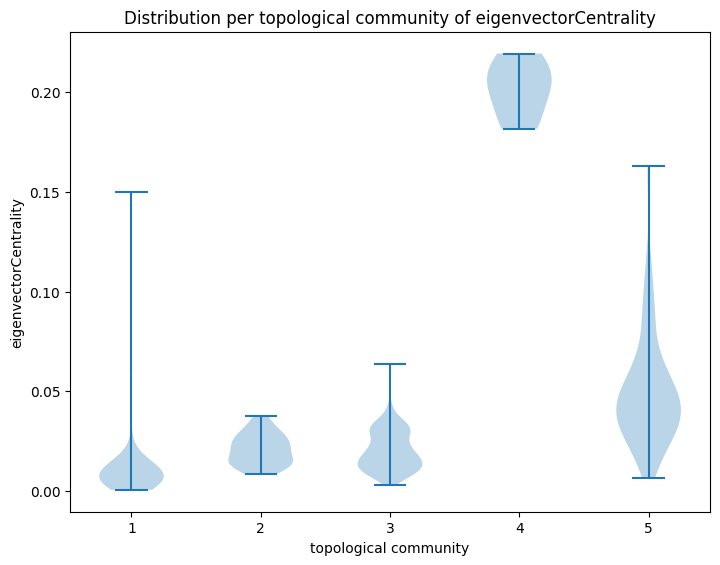 Distribution per topological community of eigenvectorCentrality
eigenvectorCentrality
0.20
0.15
0.10
0.05
0.00
1 2 3 4 5
topological community